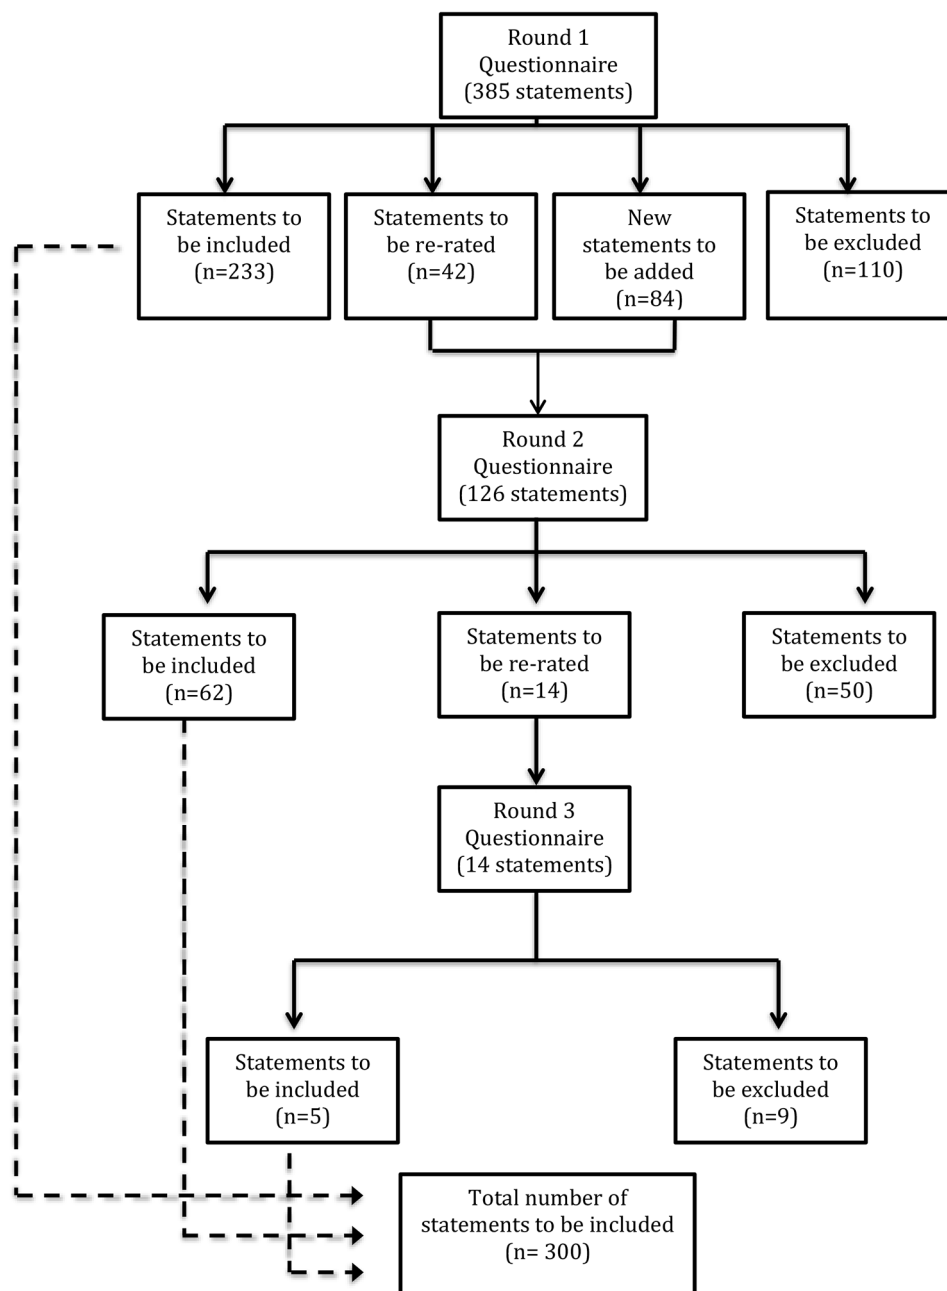 Round 1
Questionnaire
(385 statements)
Statements to
be included
(n=233)
Statements to
be re-rated
(n=42)
New
statements to
be added
(n=84)
Statements to
be excluded
(n=110)
Round 2
Questionnaire
(126 statements)
Statements to
be included
(n=62)
Statements to
be re-rated
(n=14)
Statements to
be excluded
(n=50)
Round 3
Questionnaire
(14 statements)
Statements to
be included
(n=5)
Statements to
be excluded
(n=9)
Total number of
statements to be included
(n= 300)